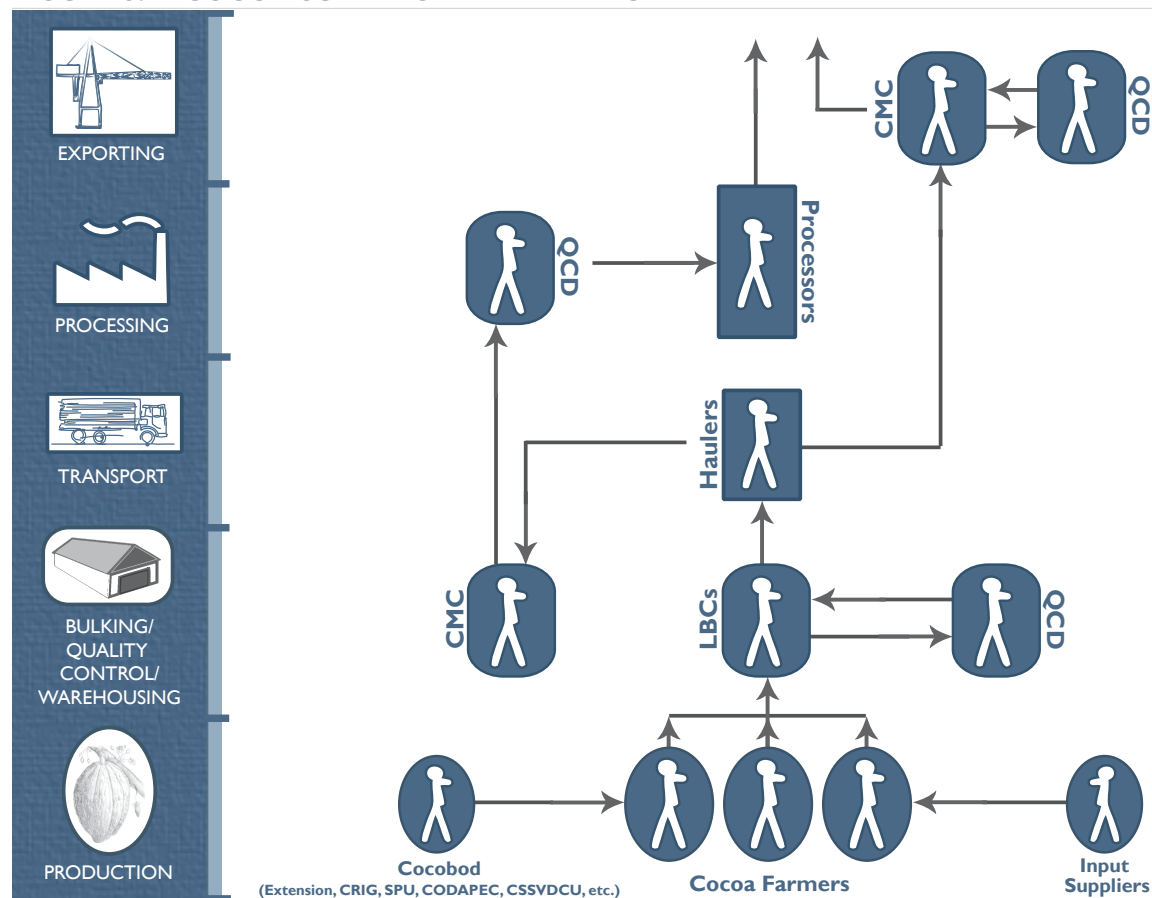 EXPORTING
PROCESSING
TRANSPORT
BULKING/
QUALITY
CONTROL/
WAREHOUSING
PRODUCTION
CMC
QCD
QCD
Processors
Haulers
CMC
LBCs
QCD
Cocobod
(Extension, CRIG, SPU, CODAPEC, CSSVDCU, etc.)
Cocoa Farmers
Input
Suppliers